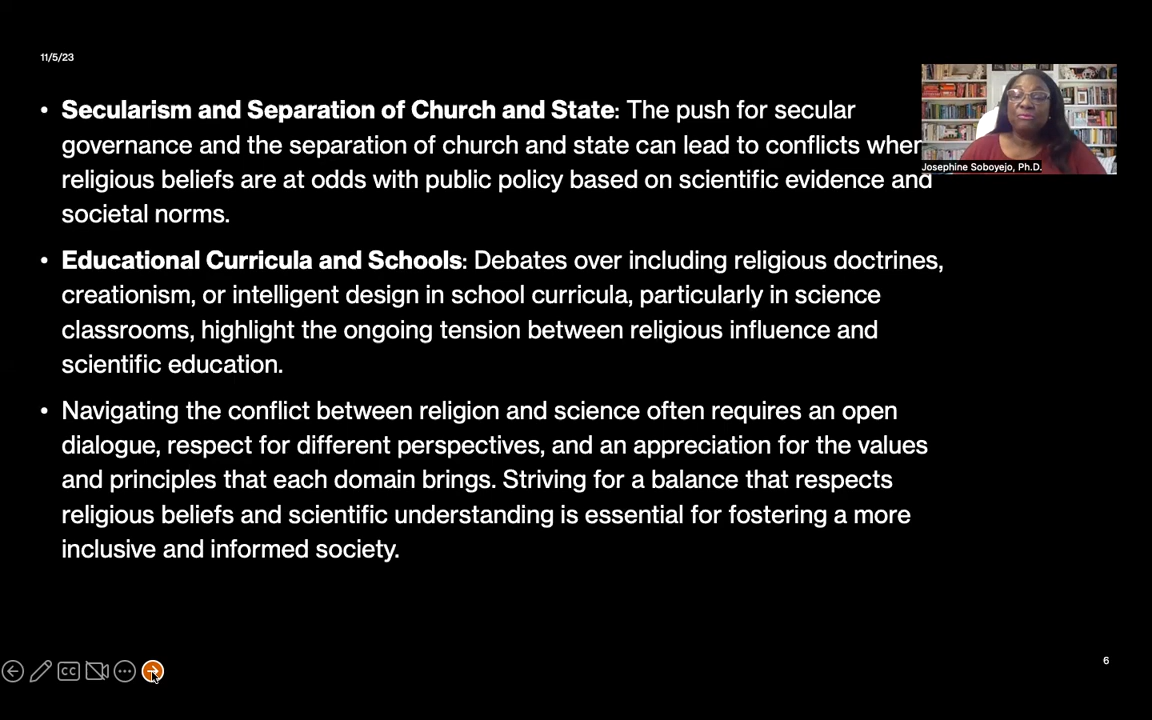 11/5/23
• Secularism and Separation of Church and State: The push for secular
governance and the separation of church and state can lead to conflicts wher
religious beliefs are at odds with public policy based on scientific evidence and
societal norms.
Josephine Soboyejo, Ph.D.
• Educational Curricula and Schools: Debates over including religious doctrines,
creationism, or intelligent design in school curricula, particularly in science
classrooms, highlight the ongoing tension between religious influence and
scientific education.
• Navigating the conflict between religion and science often requires an open
dialogue, respect for different perspectives, and an appreciation for the values
and principles that each domain brings. Striving for a balance that respects
religious beliefs and scientific understanding is essential for fostering a more
inclusive and informed society.
CC
6